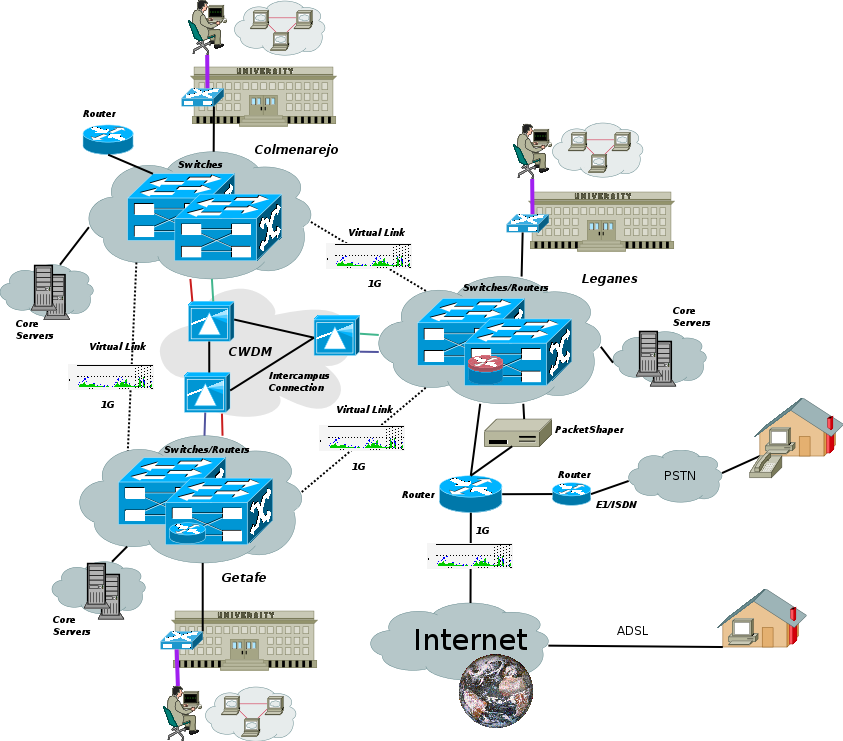 UNIVERSITY
Router
Colmenarejo
Switches
UNIVERSITY
Virtual Link
1G
Leganes
Switches/Routers
Core
Servers
Core
Servers
CWDM
Virtual Link
Intercampus
Connection
1G
Virtual Link
PacketShaper
Switches/Routers
1G
Router
PSTN
Router
E1/ISDN
1G
Getafe
Core
Servers
UNIVERSITY
Internet
ADSL